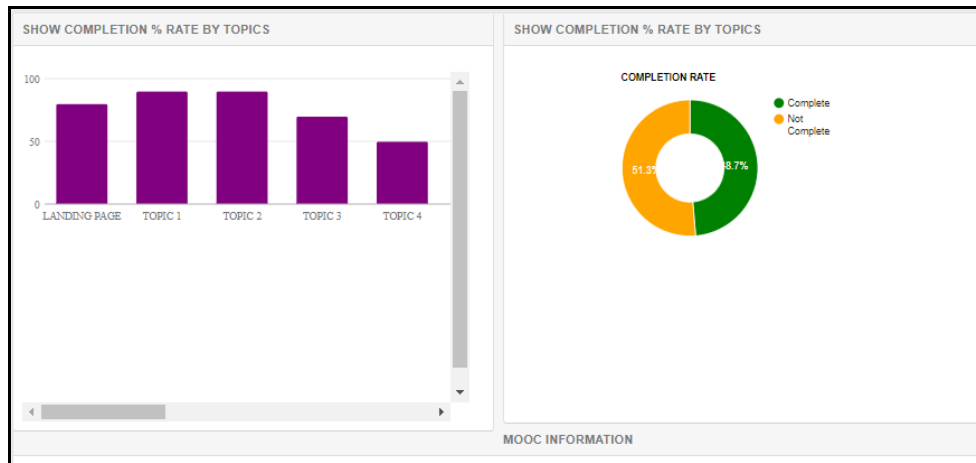 SHOW COMPLETION % RATE BY TOPICS
100
50
0
LANDING PAGE TOPIC 1 TOPIC 2 TOPIC 3 TOPIC 4
SHOW COMPLETION % RATE BY TOPICS
COMPLETION RATE
51.3%
8.7%
Complete
Not
Complete
MOOC INFORMATION